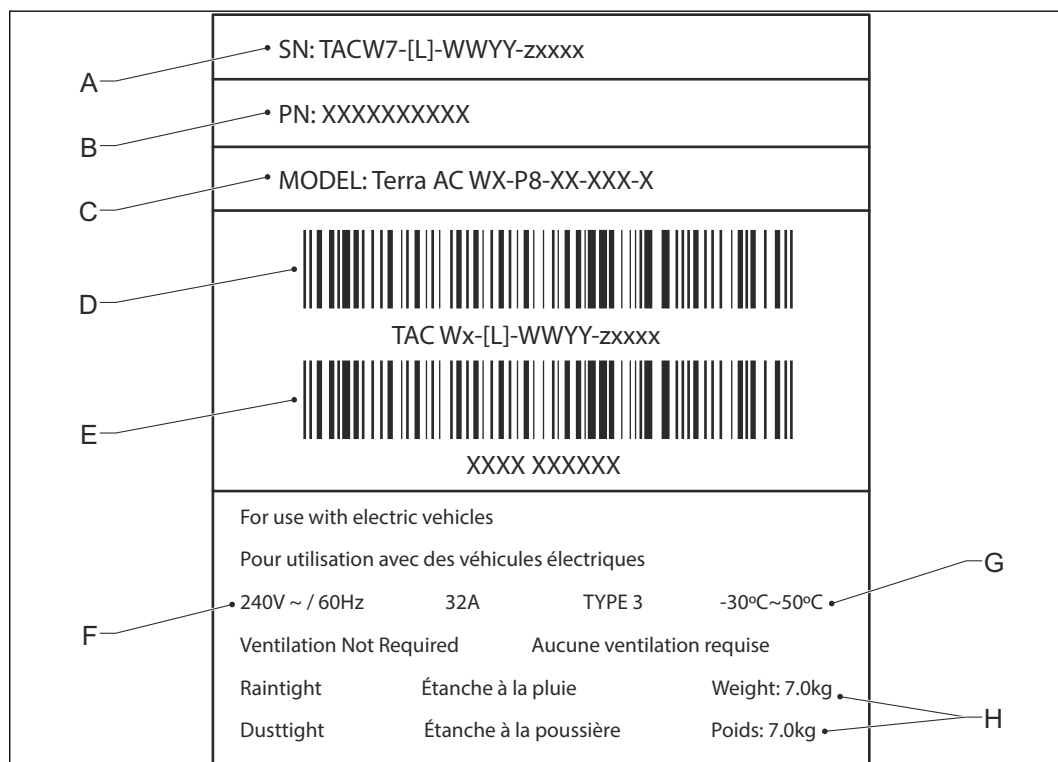 A
SN: TACW7-[L]-WWYY-zxxxx
B
PN: XXXXXXXXXX
C
MODEL: Terra AC WX-P8-XX-XXX-X
D
TAC Wx-[L]-WWYY-zxxxx
E
XXXX XXXXXX
For use with electric vehicles
Pour utilisation avec des véhicules électriques
G
F
240V ~ / 60Hz 32A TYPE 3 -30ºC~50ºC
Ventilation Not Required Aucune ventilation requise
Raintight Étanche à la pluie Weight: 7.0kg
H
Dusttight Étanche à la poussière Poids: 7.0kg